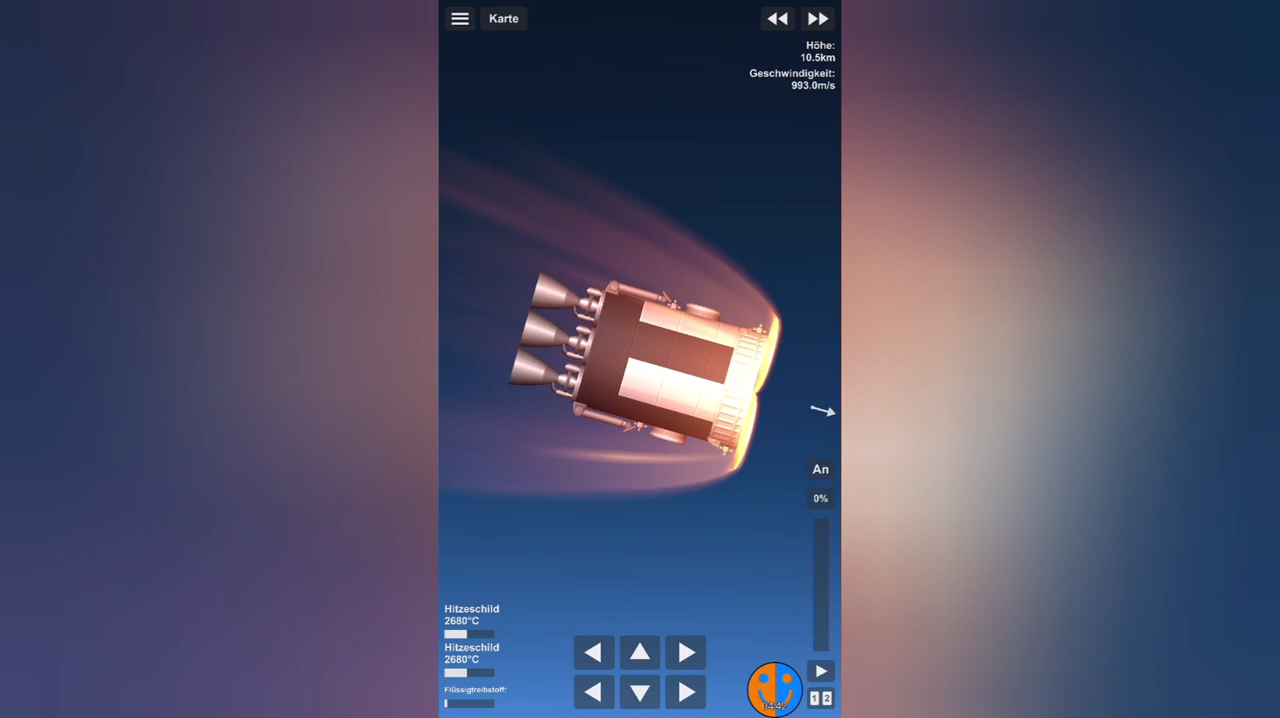 Karte
Höhe:
10.5km
Geschwindigkeit:
993.0m/s
An
0%
Hitzeschild
2680°C
Hitzeschild
2680°C
Flüssigtreibstoff:
04:42
1 2